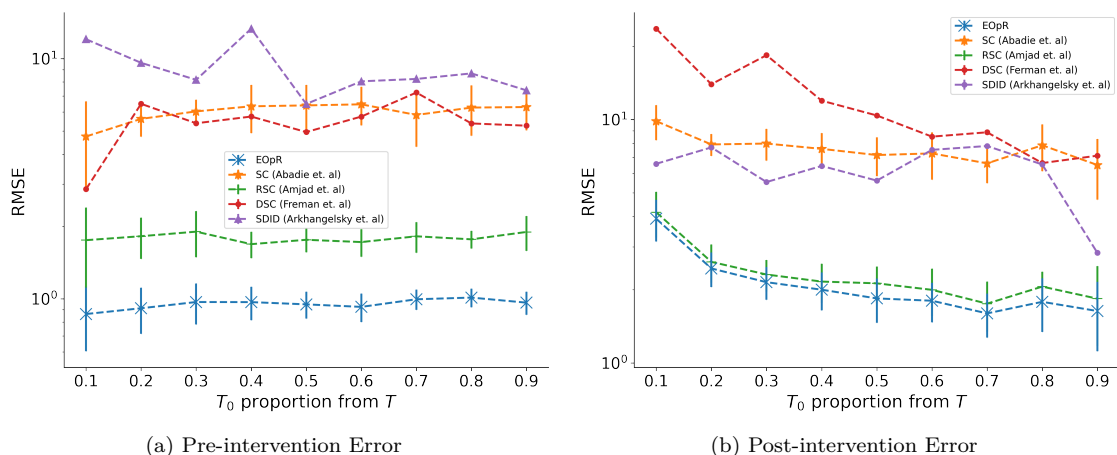 RMSE
10¹
10⁰
EOpR
SC (Abadie et. al)
RSC (Amjad et. al)
DSC (Freman et. al)
SDID (Arkhangelsky et. al)
0.1 0.2 0.3 0.4 0.5 0.6 0.7 0.8 0.9
T₀ proportion from T
(a) Pre-intervention Error
RMSE
10¹
10⁰
EOpR
SC (Abadie et. al)
RSC (Amjad et. al)
DSC (Ferman et. al)
SDID (Arkhangelsky et. al)
0.1 0.2 0.3 0.4 0.5 0.6 0.7 0.8 0.9
T₀ proportion from T
(b) Post-intervention Error